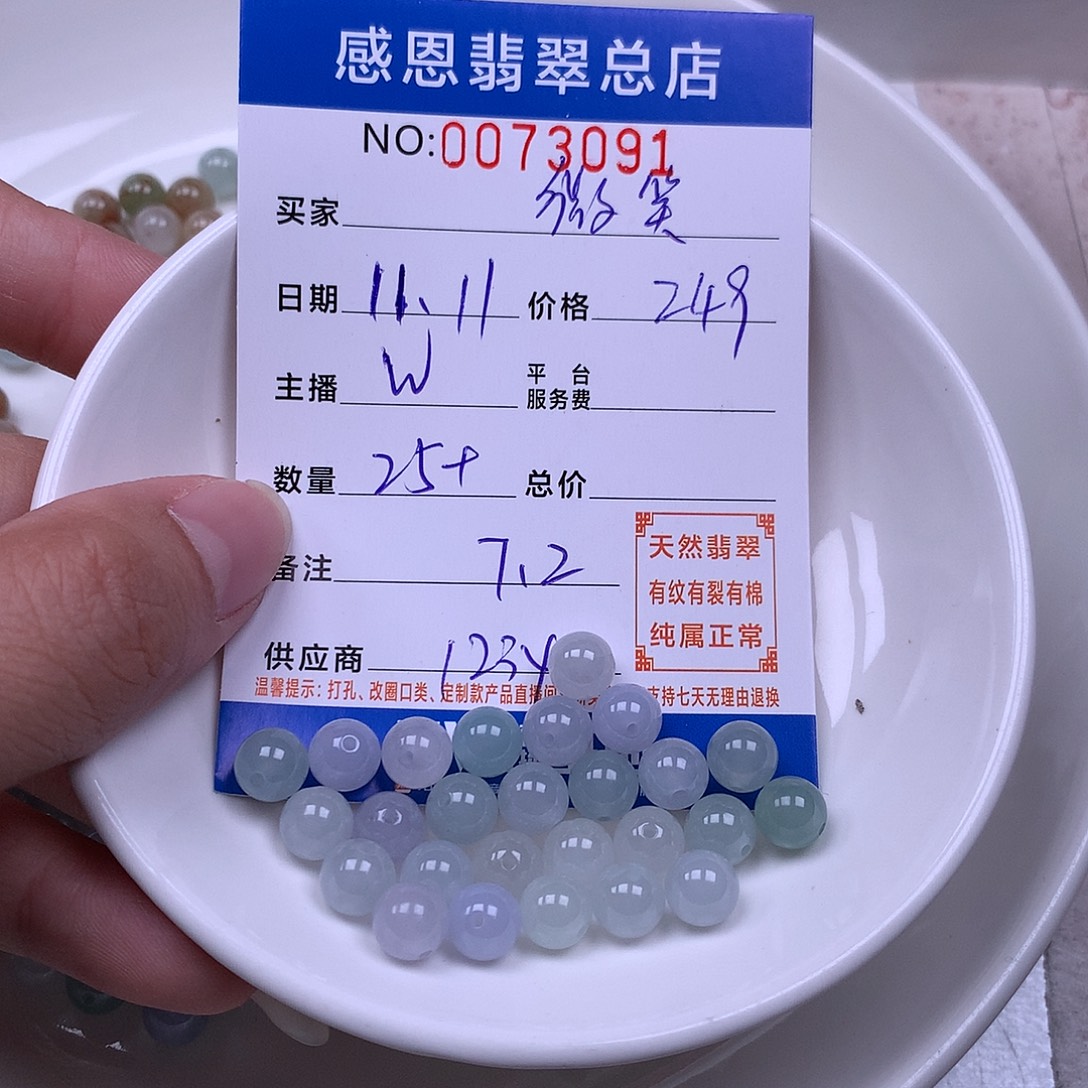 感恩翡翠总店
NO:0073091
买家 微笑
日期 11、11 价格 249
主播 W 平台服务费
数量 25+ 总价
备注 7.2
天然翡翠
有纹有裂有棉
纯属正常
供应商 1234
温馨提示：打孔、改圈口类、定制款产品直播间 支持七天无理由退换